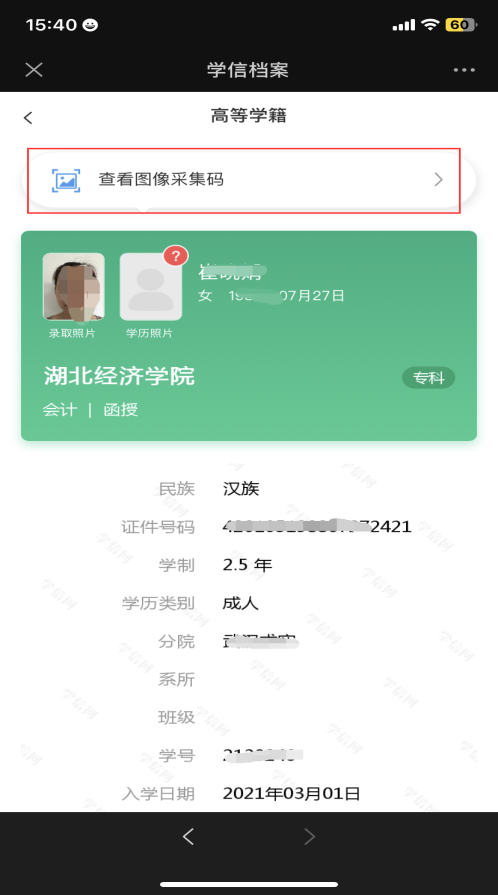 15:40
60
学信档案
高等学籍
查看图像采集码
?
女 07月27日
录取照片 学历照片
湖北经济学院 专科
会计 | 函授
民族 汉族
证件号码 2421
学制 2.5 年
学历类别 成人
分院
系所
班级
学号
入学日期 2021年03月01日
学信网